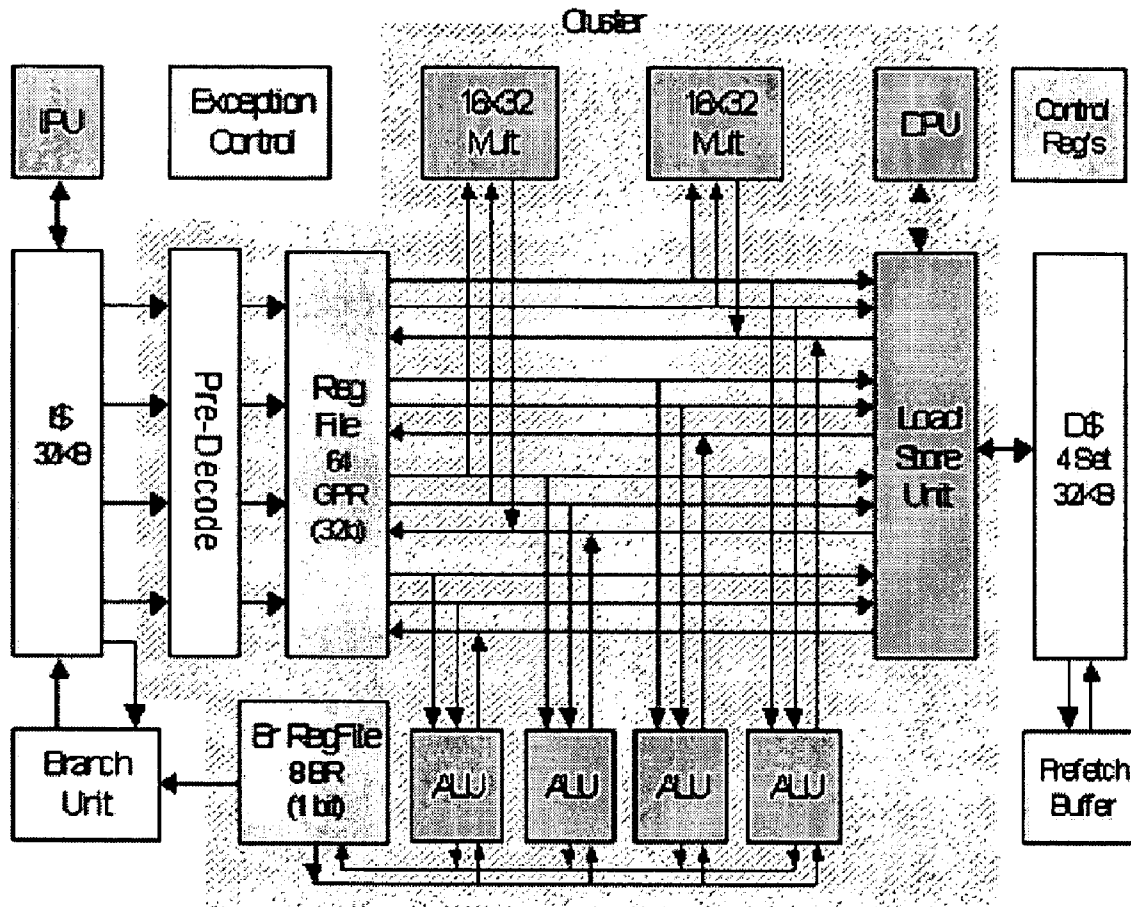 Cluster
IPU
Exception
Control
16x32
Mult
16x32
Mult
DPU
Control
Reg's
I$
32KB
Pre-Decode
Reg
File
64
GPR
(32b)
Load
Store
Unit
D$
4 Set
32KB
Branch
Unit
Br RegFile
8 BR
(1 bit)
ALU
ALU
ALU
ALU
Prefetch
Buffer